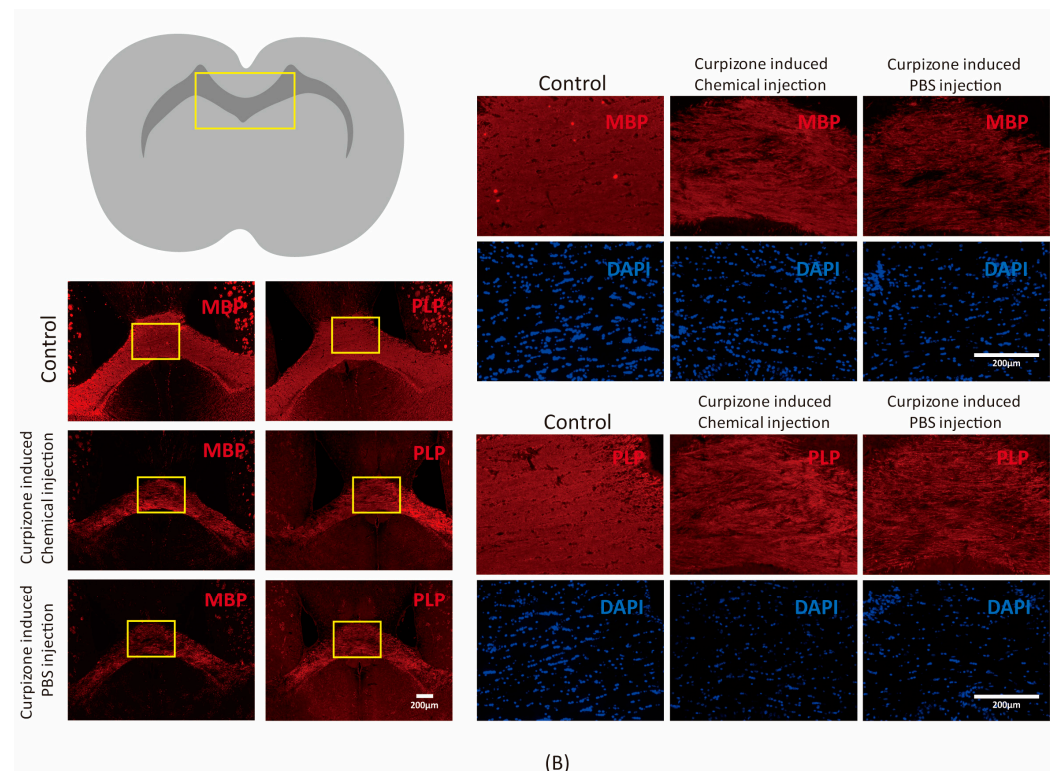 Control
MBP
PLP
Curpizone induced
Chemical injection
MBP
PLP
Curpizone induced
PBS injection
MBP
PLP
200µm
Control
Curpizone induced
Chemical injection
Curpizone induced
PBS injection
MBP
MBP
MBP
DAPI
DAPI
DAPI
200µm
Control
Curpizone induced
Chemical injection
Curpizone induced
PBS injection
PLP
PLP
PLP
DAPI
DAPI
DAPI
200µm
(B)